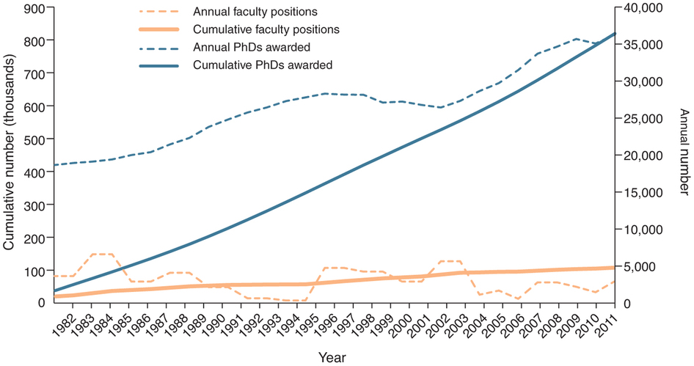 Annual faculty positions
Cumulative faculty positions
Annual PhDs awarded
Cumulative PhDs awarded
Cumulative number (thousands)
900
800
700
600
500
400
300
200
100
0
40,000
35,000
30,000
25,000
20,000
15,000
10,000
5,000
0
Annual number
1982 1983 1984 1985 1986 1987 1988 1989 1990 1991 1992 1993 1994 1995 1996 1997 1998 1999 2000 2001 2002 2003 2004 2005 2006 2007 2008 2009 2010 2011
Year